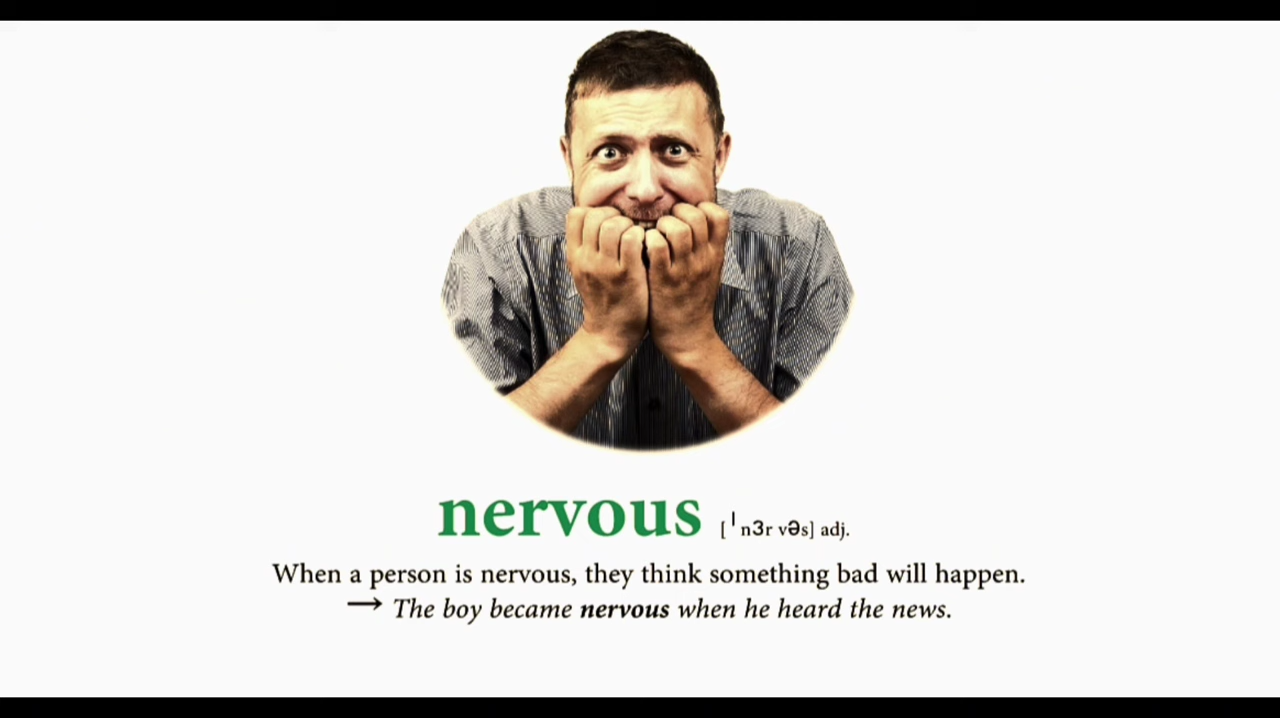 nervous [ˈnɜr vəs] adj.
When a person is nervous, they think something bad will happen.
→ The boy became nervous when he heard the news.